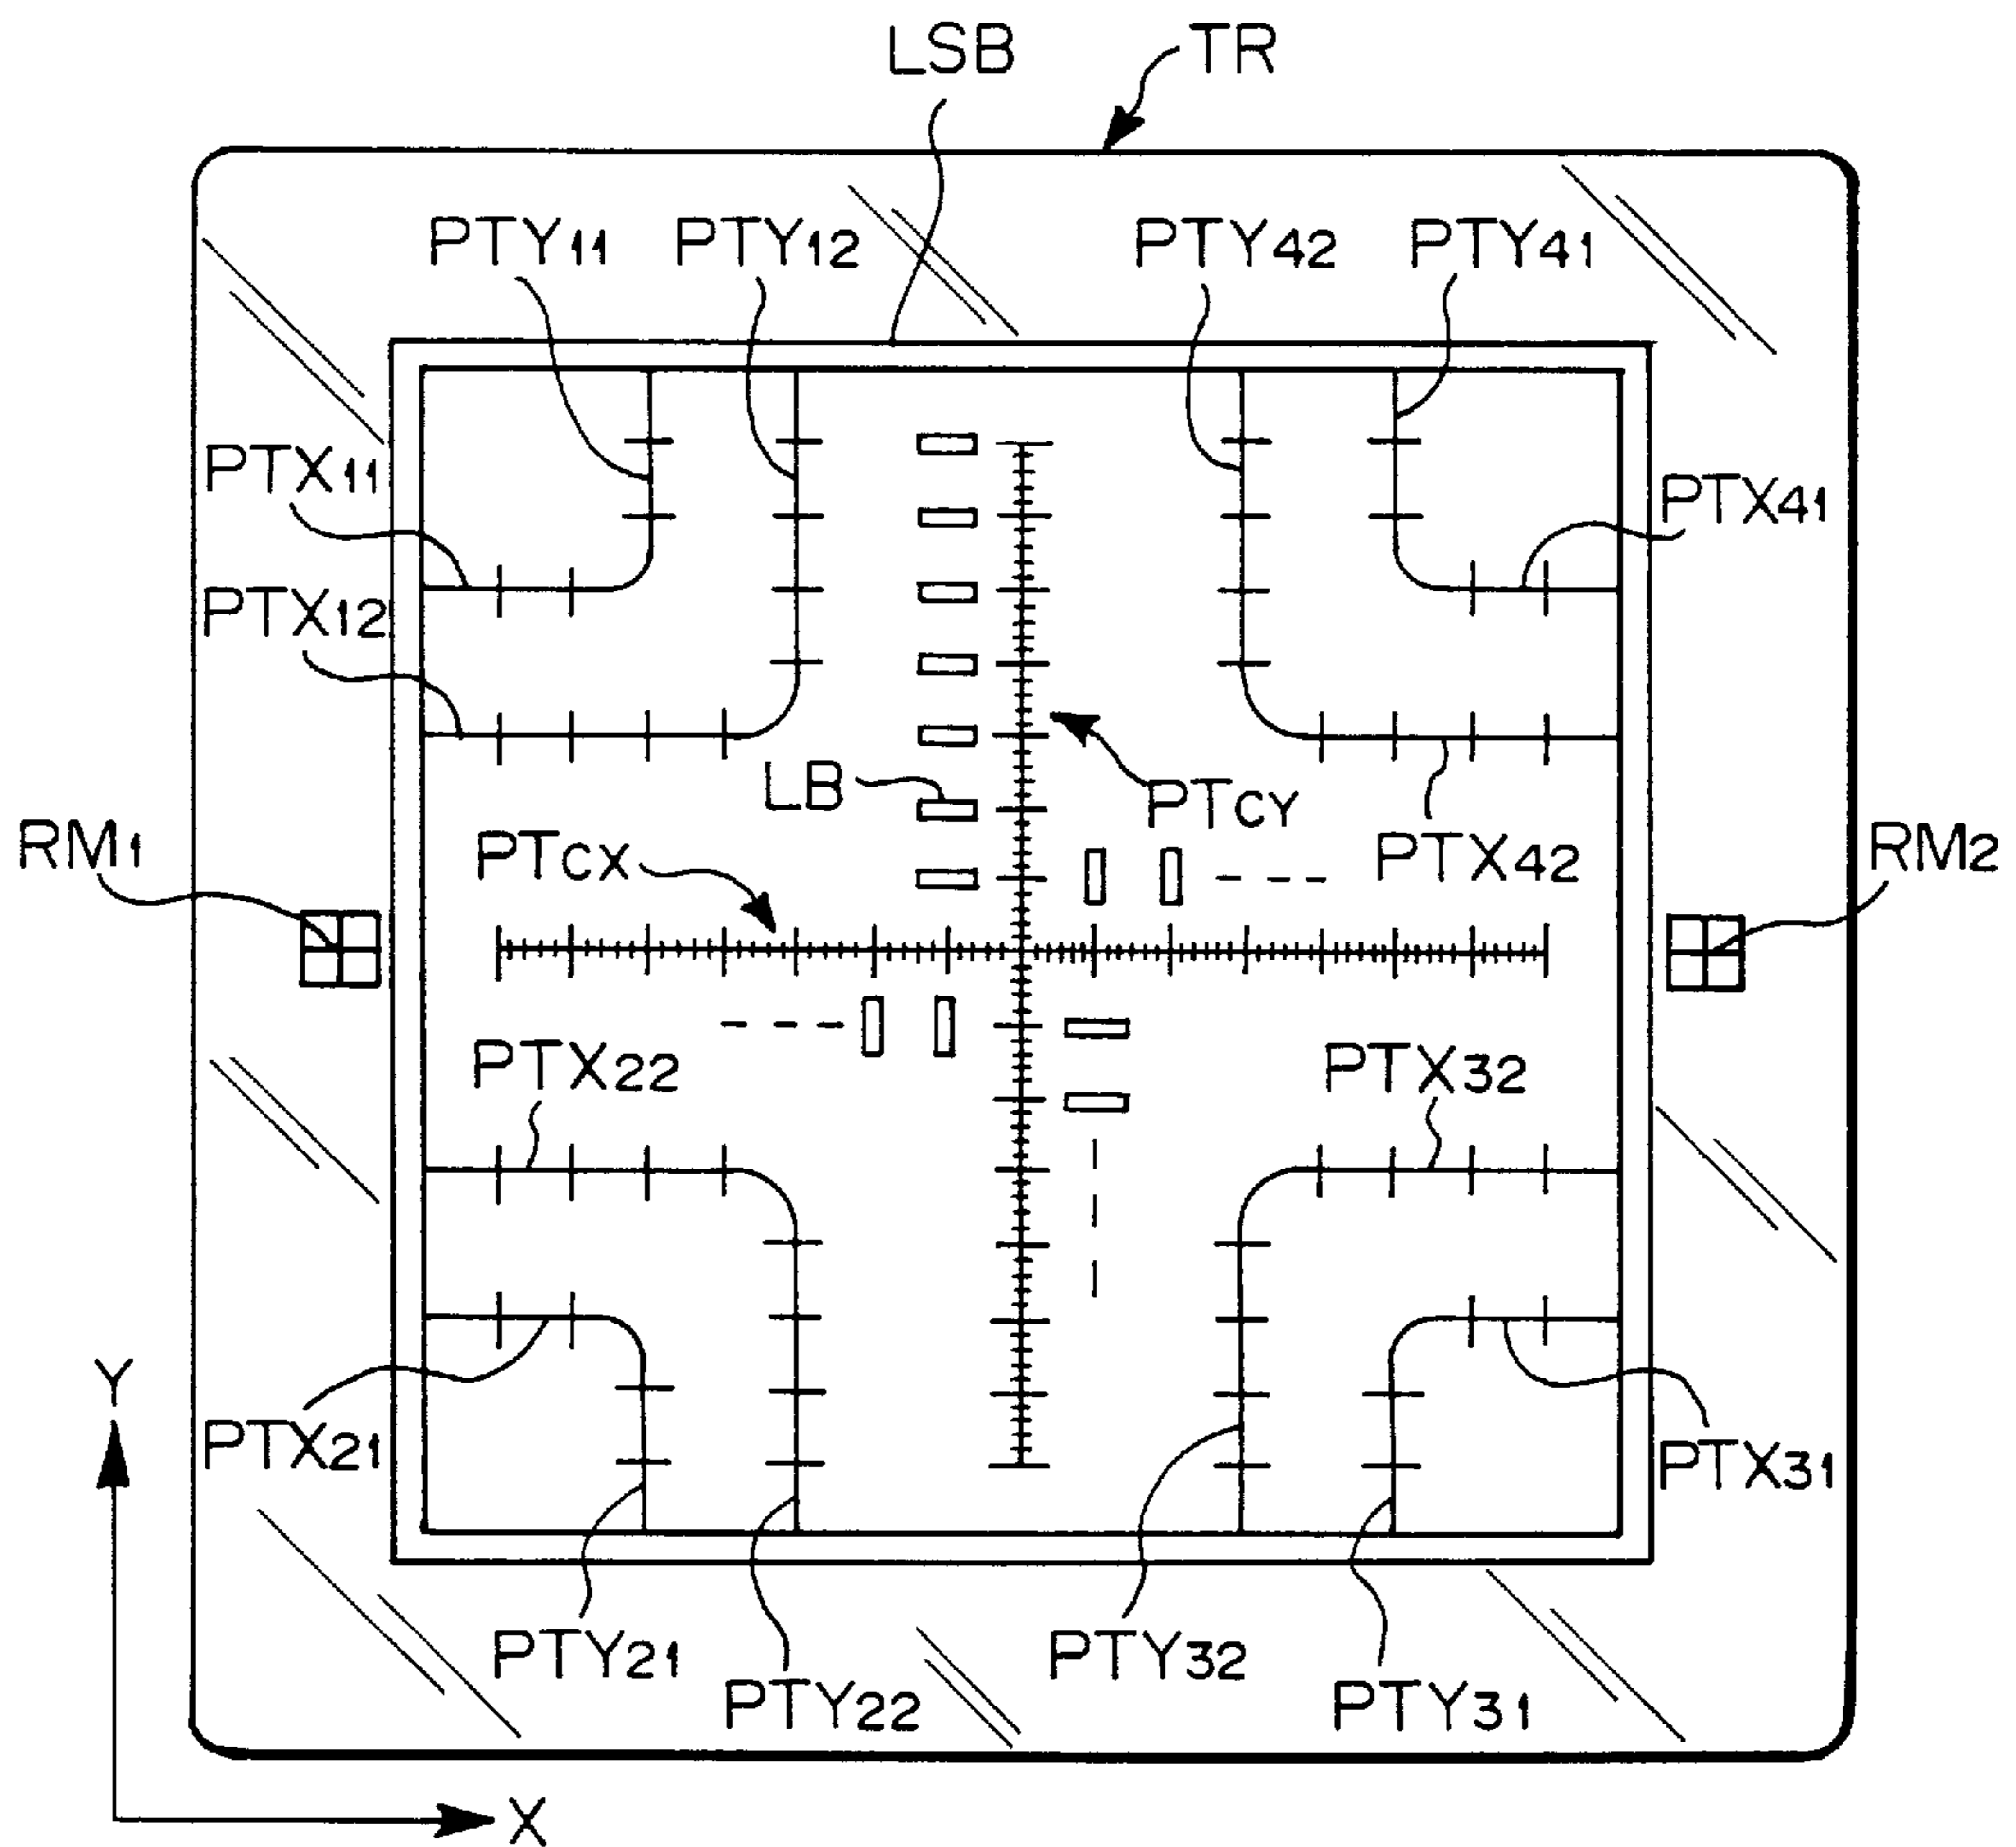 LSB TR
PTY11 PTY12 PTY42 PTY41
PTX11 PTX41
PTX12
LB PTCY
RM1 PTCX PTX42 RM2
PTX22 PTX32
Y
PTX21 PTX31
PTY21 PTY22 PTY32 PTY31
X